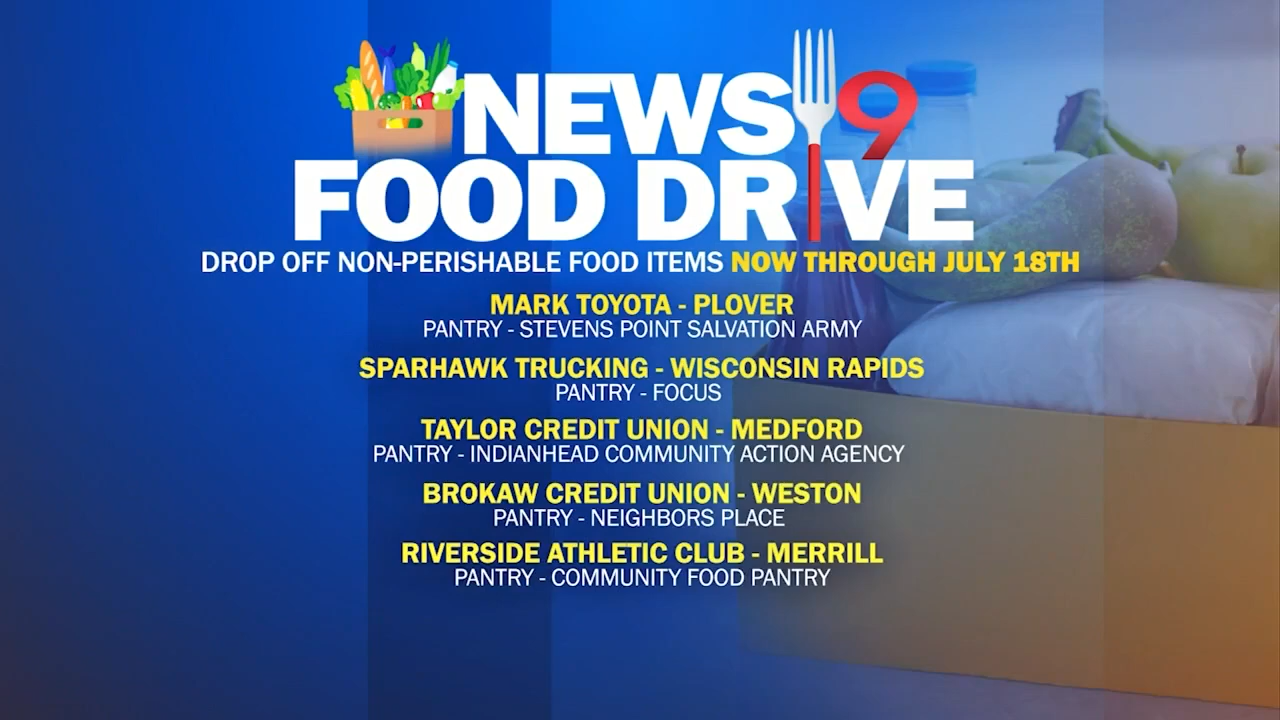 NEWS 9
FOOD DRIVE
DROP OFF NON-PERISHABLE FOOD ITEMS NOW THROUGH JULY 18TH
MARK TOYOTA - PLOVER
PANTRY - STEVENS POINT SALVATION ARMY
SPARHAWK TRUCKING - WISCONSIN RAPIDS
PANTRY - FOCUS
TAYLOR CREDIT UNION - MEDFORD
PANTRY - INDIANHEAD COMMUNITY ACTION AGENCY
BROKAW CREDIT UNION - WESTON
PANTRY - NEIGHBORS PLACE
RIVERSIDE ATHLETIC CLUB - MERRILL
PANTRY - COMMUNITY FOOD PANTRY